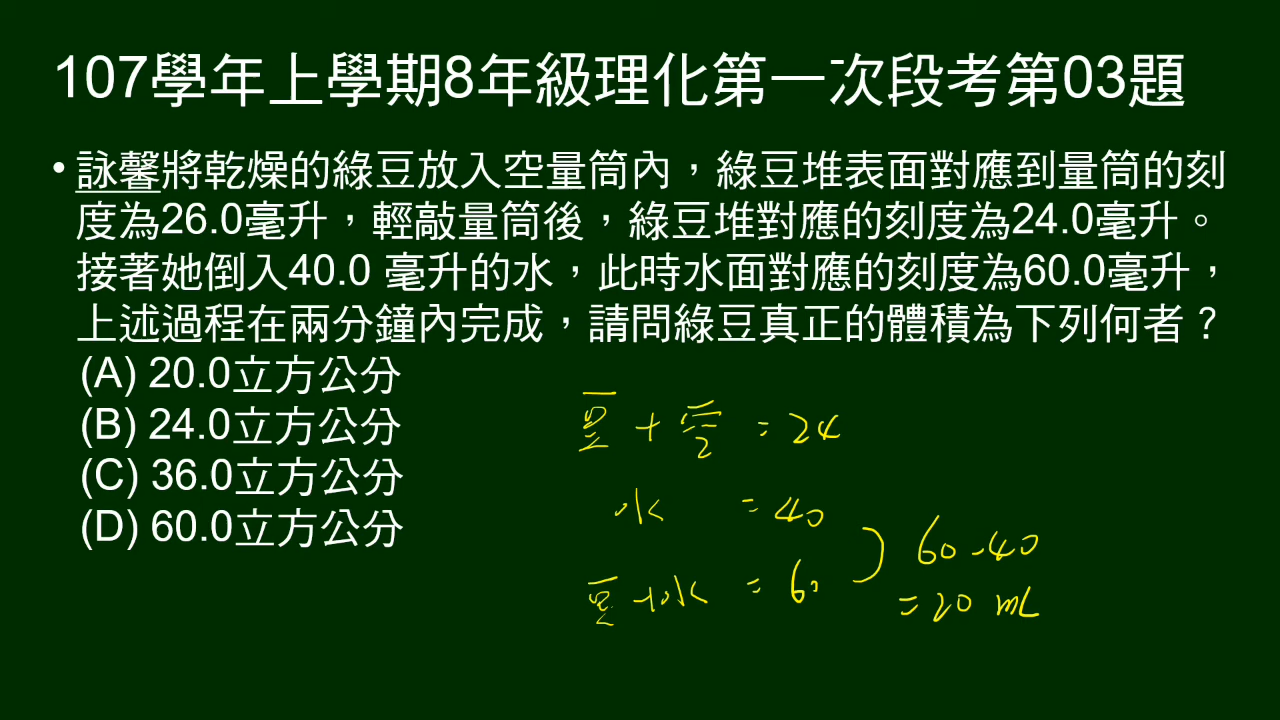 107學年上學期8年級理化第一次段考第03題
• 詠馨將乾燥的綠豆放入空量筒內，綠豆堆表面對應到量筒的刻
度為26.0毫升，輕敲量筒後，綠豆堆對應的刻度為24.0毫升。
接著她倒入40.0 毫升的水，此時水面對應的刻度為60.0毫升，
上述過程在兩分鐘內完成，請問綠豆真正的體積為下列何者？
(A) 20.0立方公分
(B) 24.0立方公分
(C) 36.0立方公分
(D) 60.0立方公分
豆 + 空 = 24
水 = 40
豆+水 = 60
60-40
= 20 mL